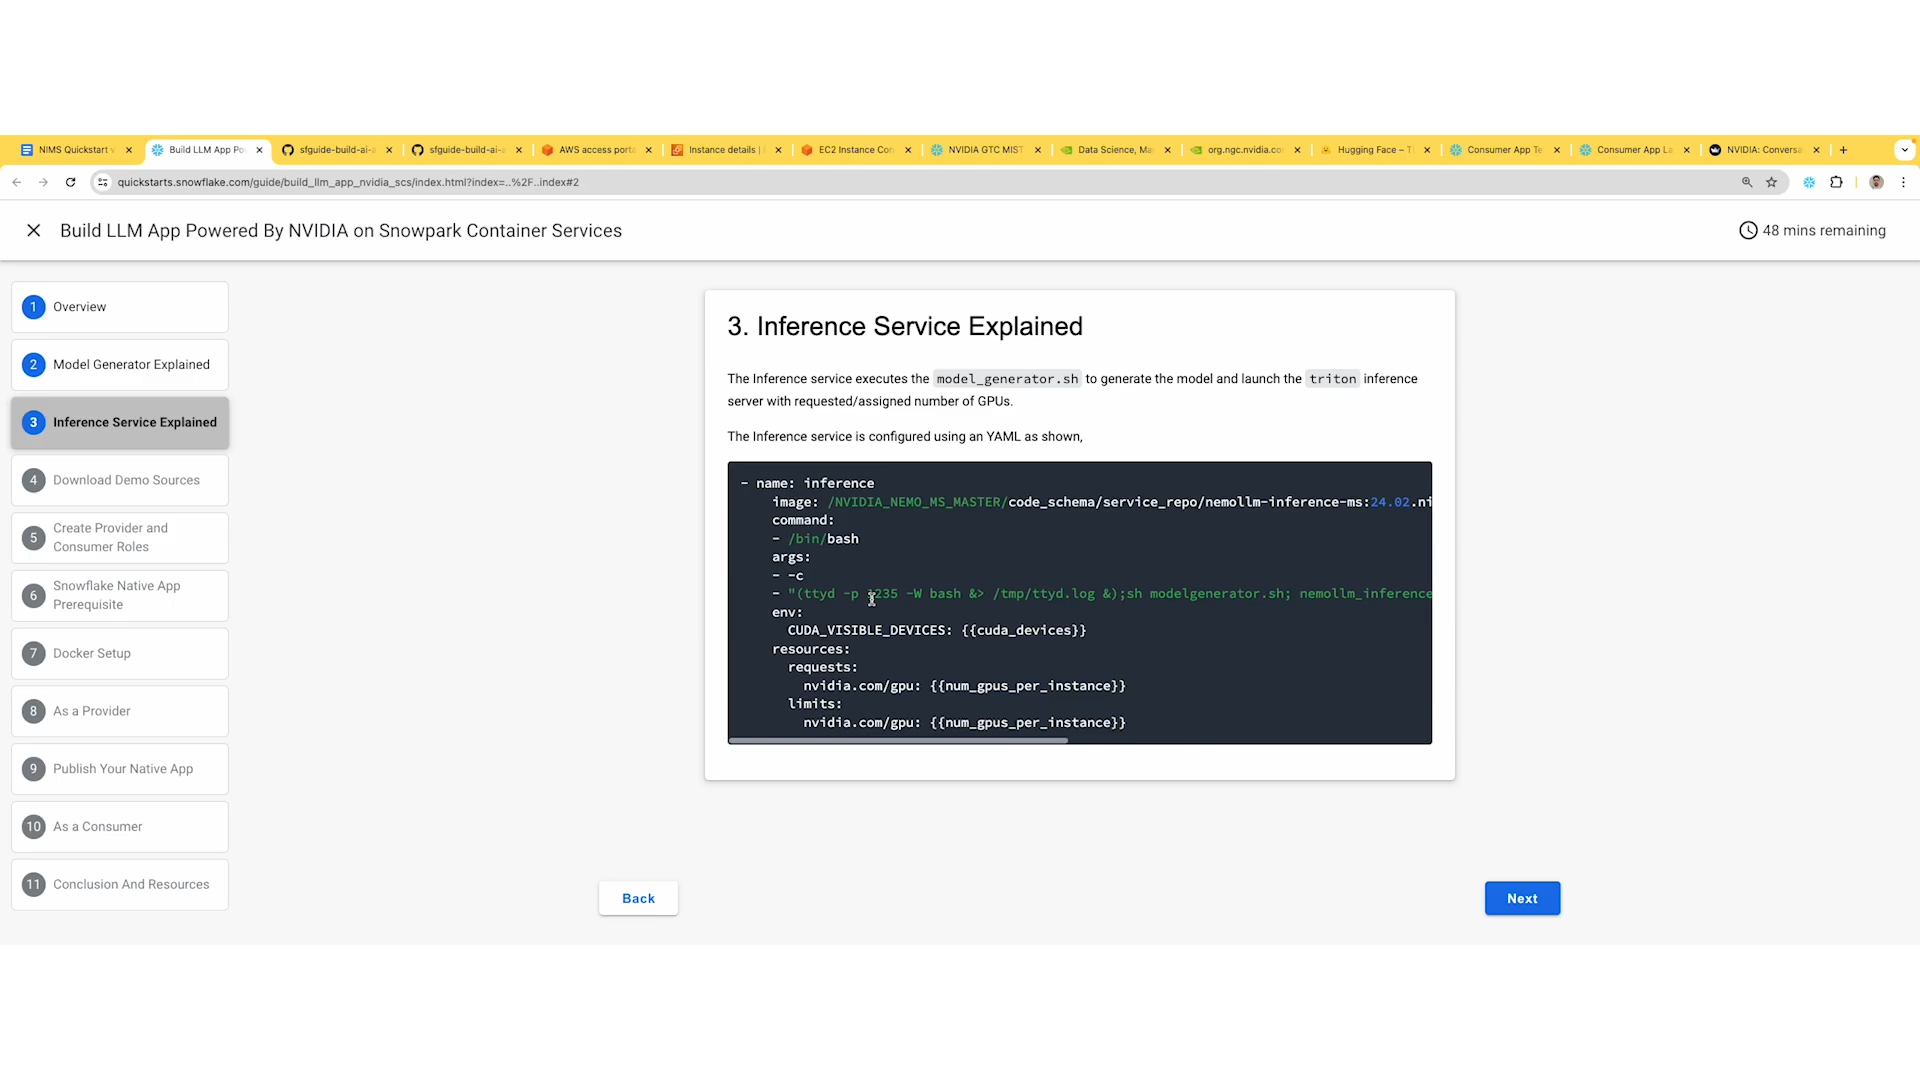 NIMS Quickstart
Build LLM App Po
sfguide-build-ai-
sfguide-build-ai-
AWS access porta
Instance details |
EC2 Instance Con
NVIDIA GTC MIST
Data Science, Ma
org.ngc.nvidia.co
Hugging Face – T
Consumer App Te
Consumer App La
NVIDIA: Conversa
quickstarts.snowflake.com/guide/build_llm_app_nvidia_scs/index.html?index=..%2F..index#2
Build LLM App Powered By NVIDIA on Snowpark Container Services
48 mins remaining
1 Overview
2 Model Generator Explained
3 Inference Service Explained
4 Download Demo Sources
5 Create Provider and
Consumer Roles
6 Snowflake Native App
Prerequisite
7 Docker Setup
8 As a Provider
9 Publish Your Native App
10 As a Consumer
11 Conclusion And Resources
3. Inference Service Explained
The Inference service executes the model_generator.sh to generate the model and launch the triton inference
server with requested/assigned number of GPUs.
The Inference service is configured using an YAML as shown,
- name: inference
image: /NVIDIA_NEMO_MS_MASTER/code_schema/service_repo/nemollm-inference-ms:24.02.ni
command:
- /bin/bash
args:
- -c
- "(ttyd -p 1235 -W bash &> /tmp/ttyd.log &);sh modelgenerator.sh; nemollm_inference
env:
CUDA_VISIBLE_DEVICES: {{cuda_devices}}
resources:
requests:
nvidia.com/gpu: {{num_gpus_per_instance}}
limits:
nvidia.com/gpu: {{num_gpus_per_instance}}
Back
Next